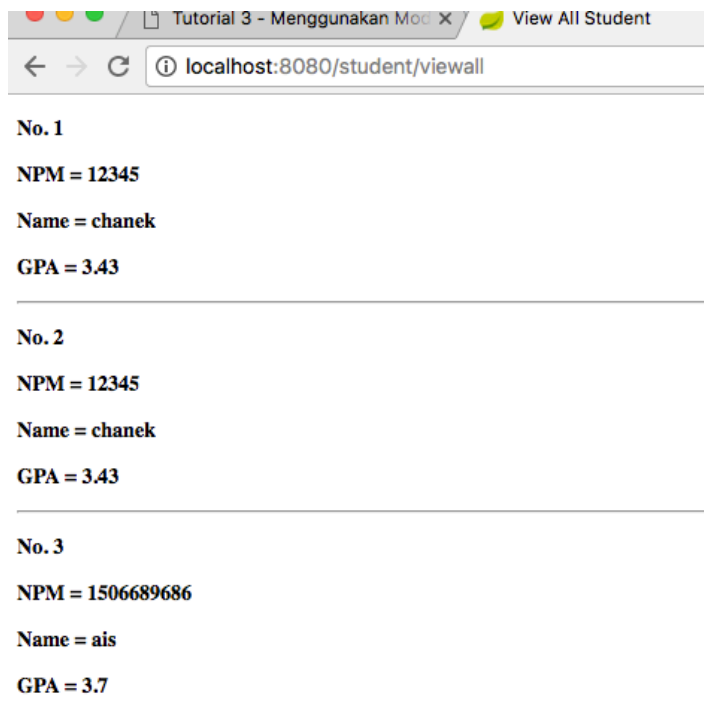 Tutorial 3 - Menggunakan Mod
View All Student
localhost:8080/student/viewall
No. 1
NPM = 12345
Name = chanek
GPA = 3.43
No. 2
NPM = 12345
Name = chanek
GPA = 3.43
No. 3
NPM = 1506689686
Name = ais
GPA = 3.7